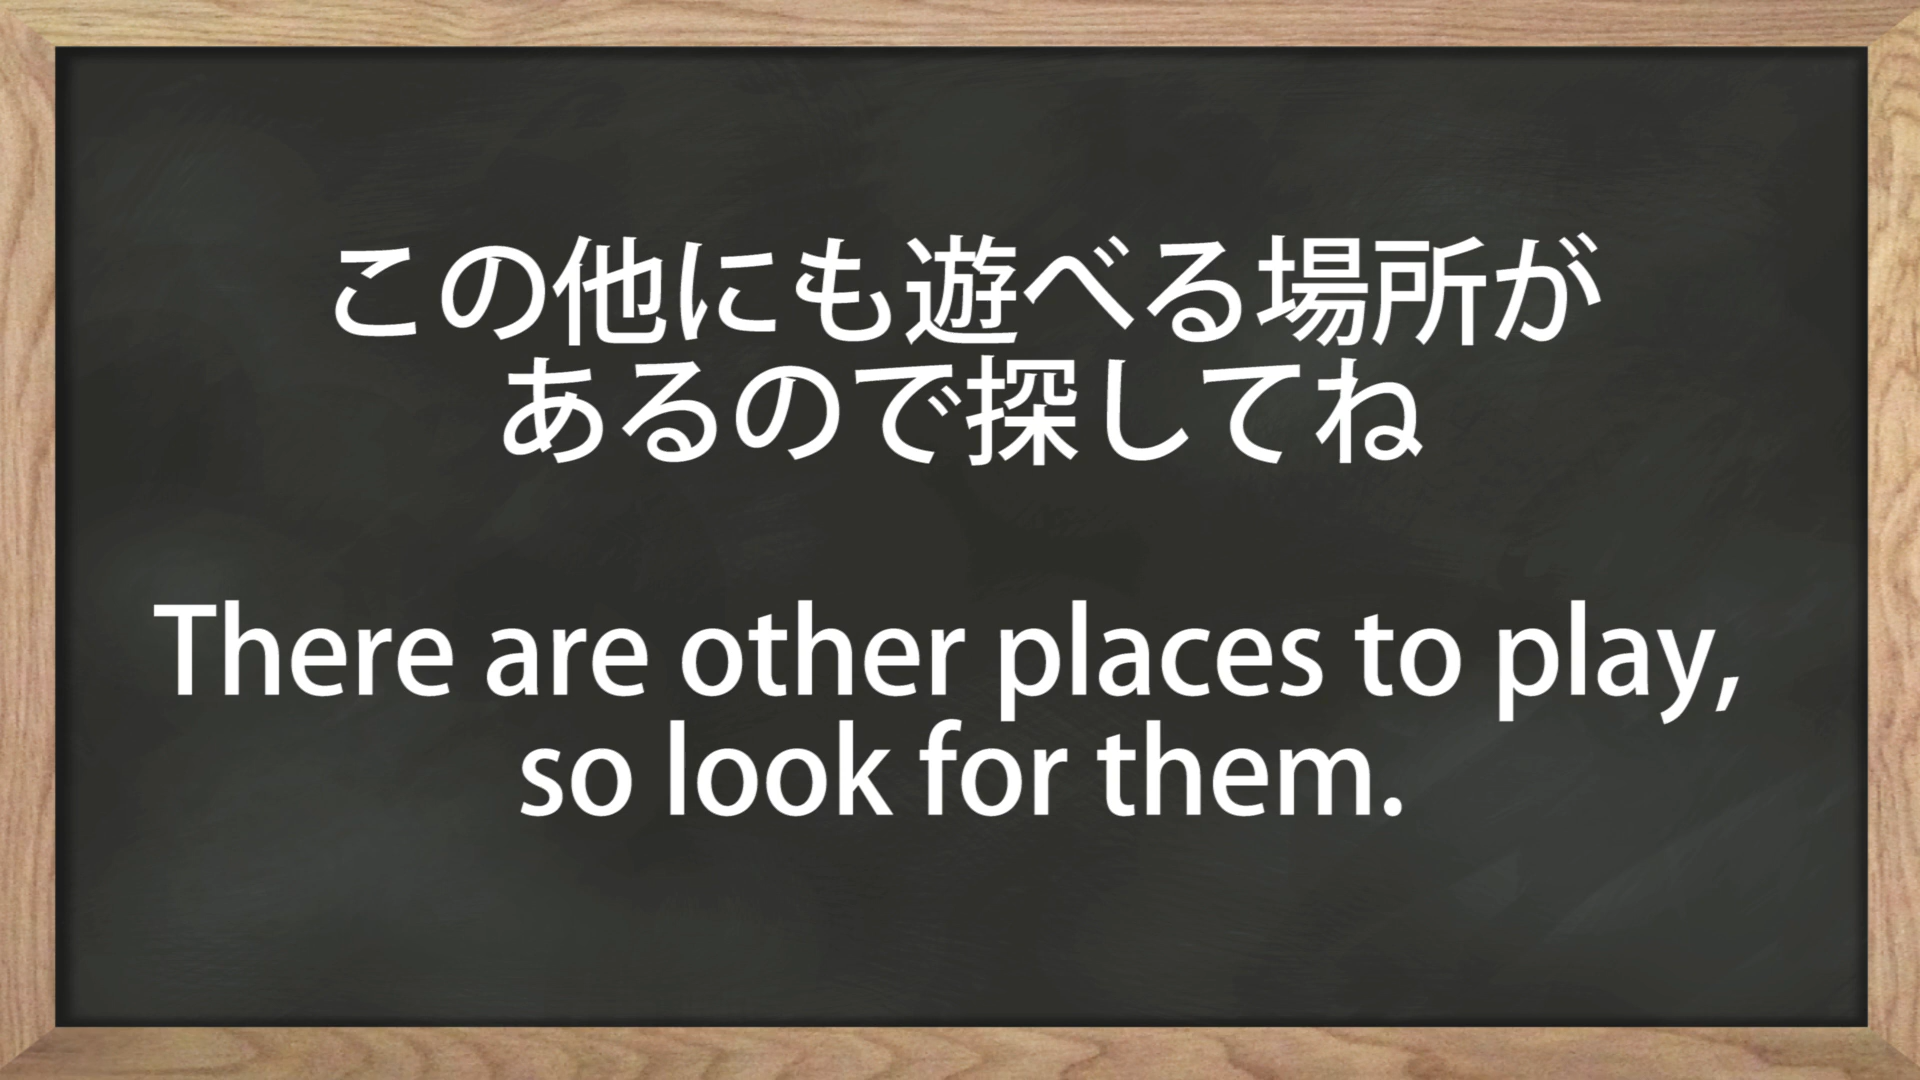 この他にも遊べる場所が
あるので探してね
There are other places to play,
so look for them.